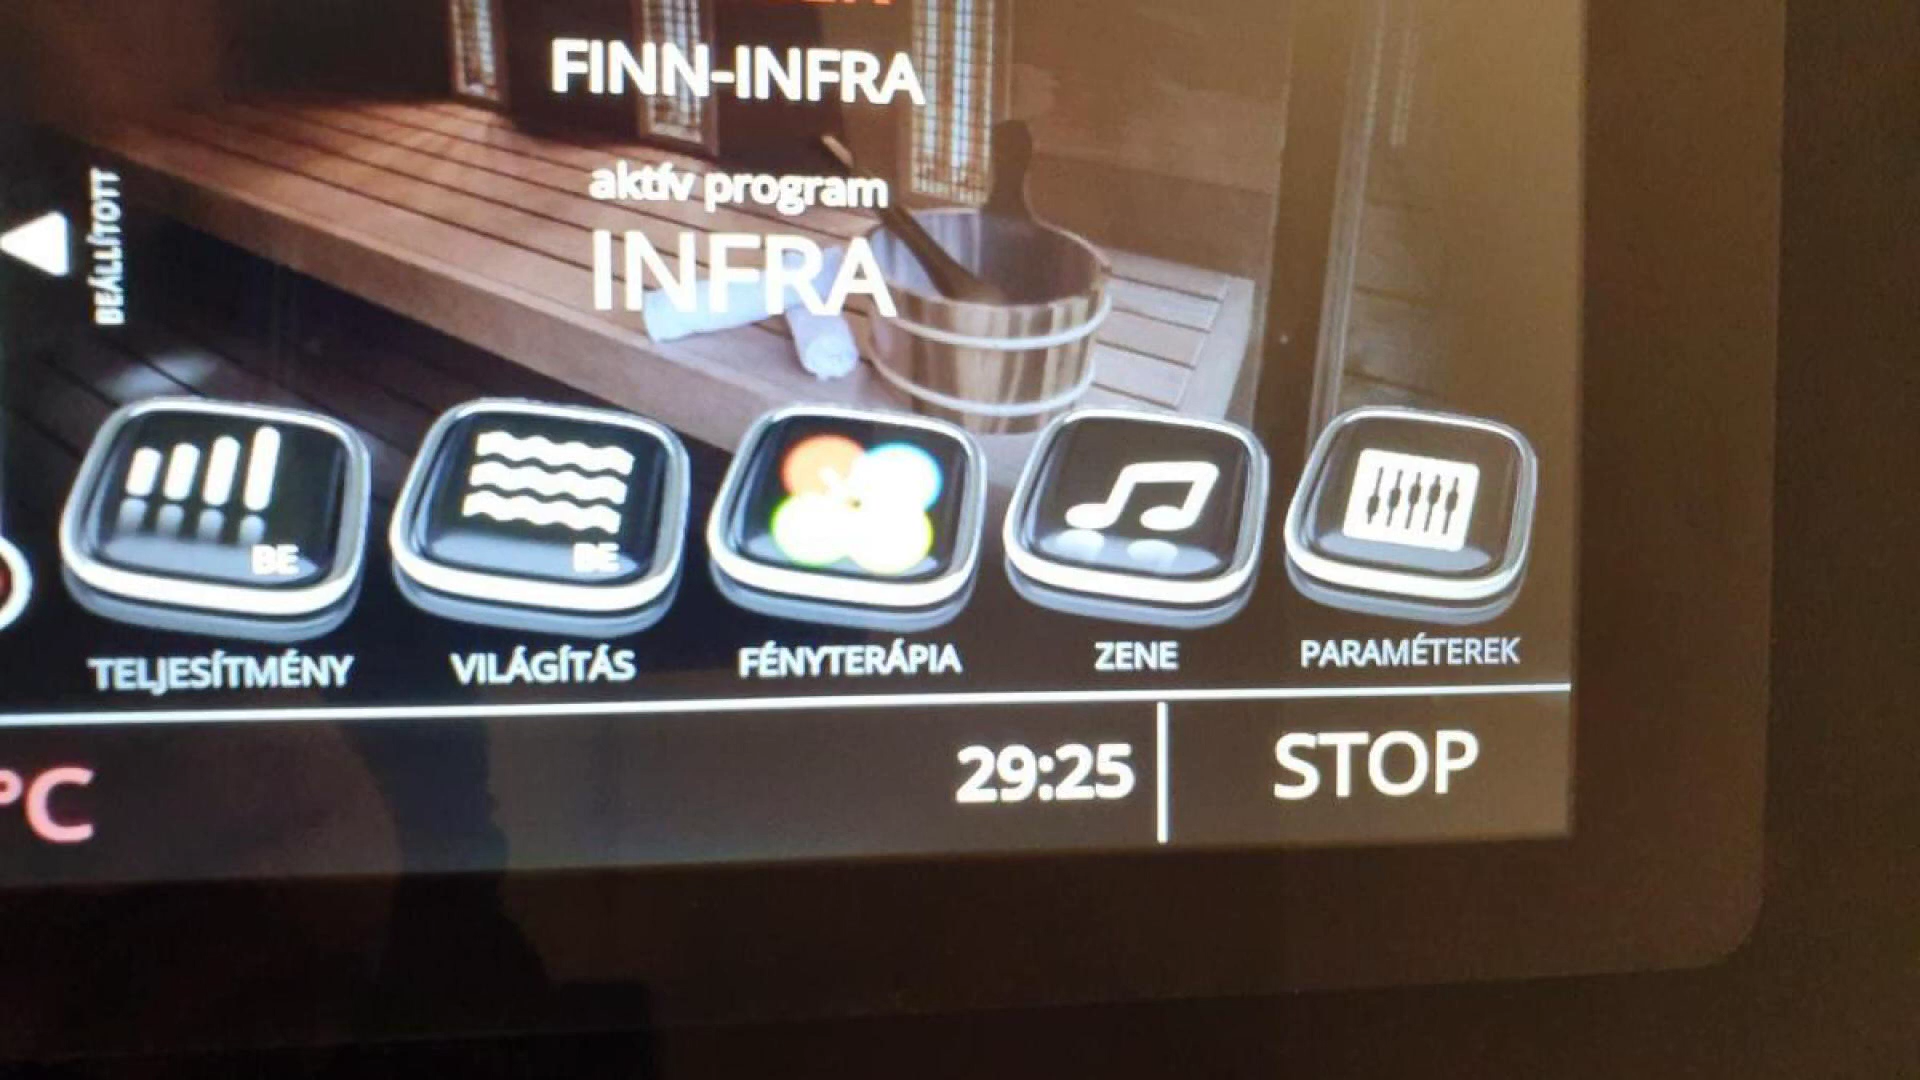 FINN-INFRA
aktív program
INFRA
BEÁLLÍTOTT
BE
BE
TELJESÍTMÉNY
VILÁGÍTÁS
FÉNYTERÁPIA
ZENE
PARAMÉTEREK
°C
29:25
STOP